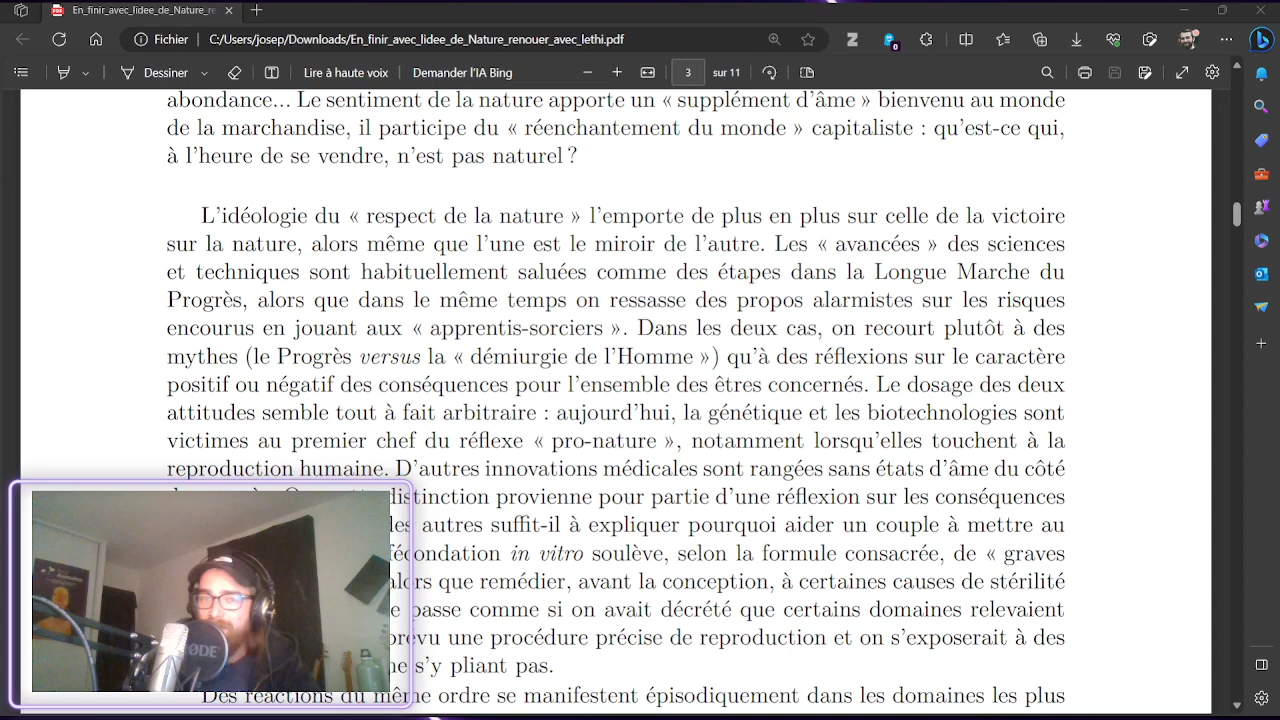 En_finir_avec_lidee_de_Nature_re
Fichier C:/Users/josep/Downloads/En_finir_avec_lidee_de_Nature_renouer_avec_lethi.pdf
0
Dessiner Lire à haute voix Demander l'IA Bing 3 sur 11
abondance... Le sentiment de la nature apporte un « supplément d'âme » bienvenu au monde
de la marchandise, il participe du « réenchantement du monde » capitaliste : qu'est-ce qui,
à l'heure de se vendre, n'est pas naturel ?
L'idéologie du « respect de la nature » l'emporte de plus en plus sur celle de la victoire
sur la nature, alors même que l'une est le miroir de l'autre. Les « avancées » des sciences
et techniques sont habituellement saluées comme des étapes dans la Longue Marche du
Progrès, alors que dans le même temps on ressasse des propos alarmistes sur les risques
encourus en jouant aux « apprentis-sorciers ». Dans les deux cas, on recourt plutôt à des
mythes (le Progrès versus la « démiurgie de l'Homme ») qu'à des réflexions sur le caractère
positif ou négatif des conséquences pour l'ensemble des êtres concernés. Le dosage des deux
attitudes semble tout à fait arbitraire : aujourd'hui, la génétique et les biotechnologies sont
victimes au premier chef du réflexe « pro-nature », notamment lorsqu'elles touchent à la
reproduction humaine. D'autres innovations médicales sont rangées sans états d'âme du côté
distinction provienne pour partie d'une réflexion sur les conséquences
les autres suffit-il à expliquer pourquoi aider un couple à mettre au
fécondation in vitro soulève, selon la formule consacrée, de « graves
alors que remédier, avant la conception, à certaines causes de stérilité
passe comme si on avait décrété que certains domaines relevaient
prévu une procédure précise de reproduction et on s'exposerait à des
ne s'y pliant pas.
Des réactions du même ordre se manifestent épisodiquement dans les domaines les plus
RØDE